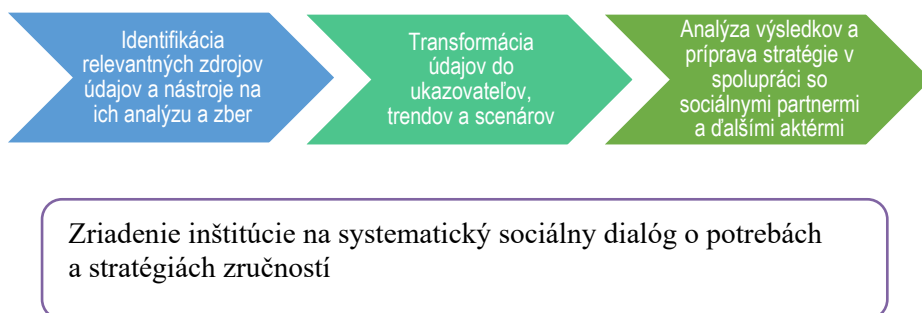 Identifikácia
relevantných zdrojov
údajov a nástroje na
ich analýzu a zber
Transformácia
údajov do
ukazovateľov,
trendov a scenárov
Analýza výsledkov a
príprava stratégie v
spolupráci so
sociálnymi partnermi
a ďalšími aktérmi
Zriadenie inštitúcie na systematický sociálny dialóg o potrebách
a stratégiách zručností